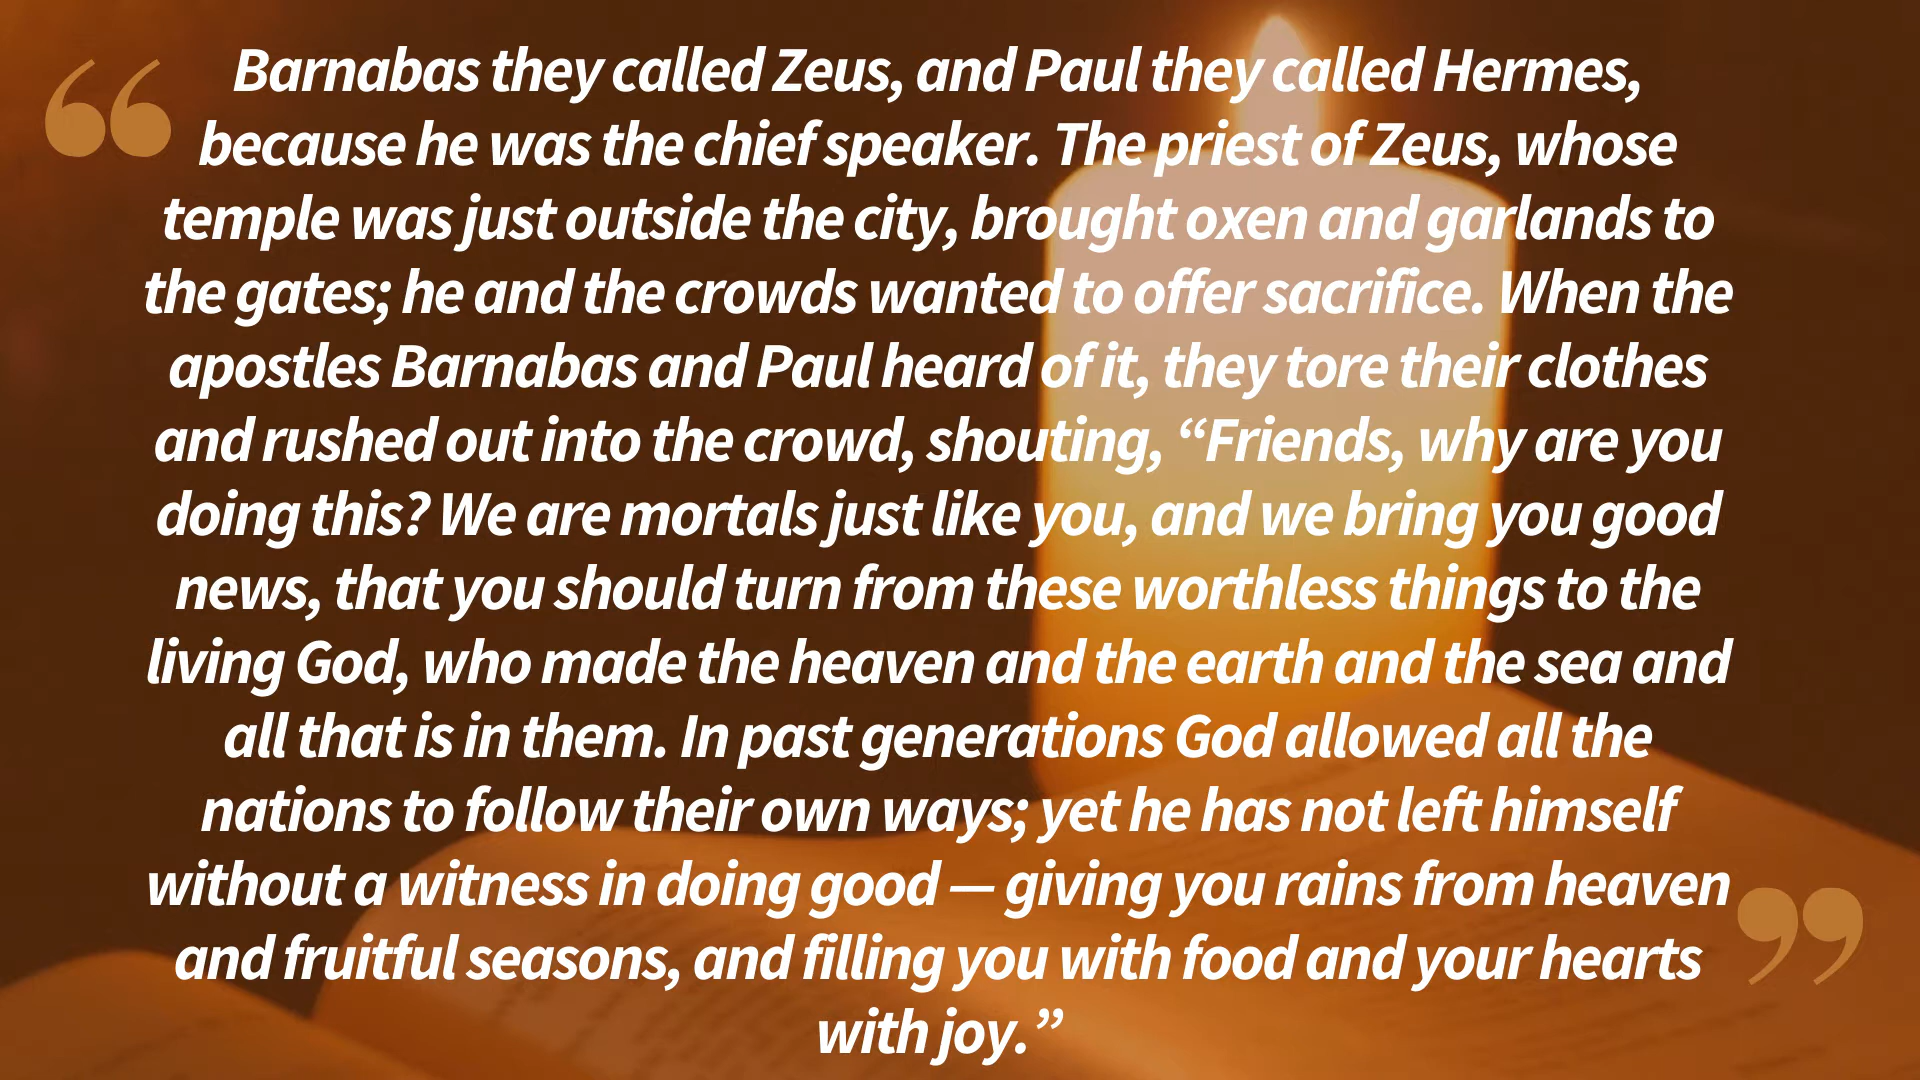 Barnabas they called Zeus, and Paul they called Hermes,
because he was the chief speaker. The priest of Zeus, whose
temple was just outside the city, brought oxen and garlands to
the gates; he and the crowds wanted to offer sacrifice. When the
apostles Barnabas and Paul heard of it, they tore their clothes
and rushed out into the crowd, shouting, “Friends, why are you
doing this? We are mortals just like you, and we bring you good
news, that you should turn from these worthless things to the
living God, who made the heaven and the earth and the sea and
all that is in them. In past generations God allowed all the
nations to follow their own ways; yet he has not left himself
without a witness in doing good — giving you rains from heaven
and fruitful seasons, and filling you with food and your hearts
with joy.”